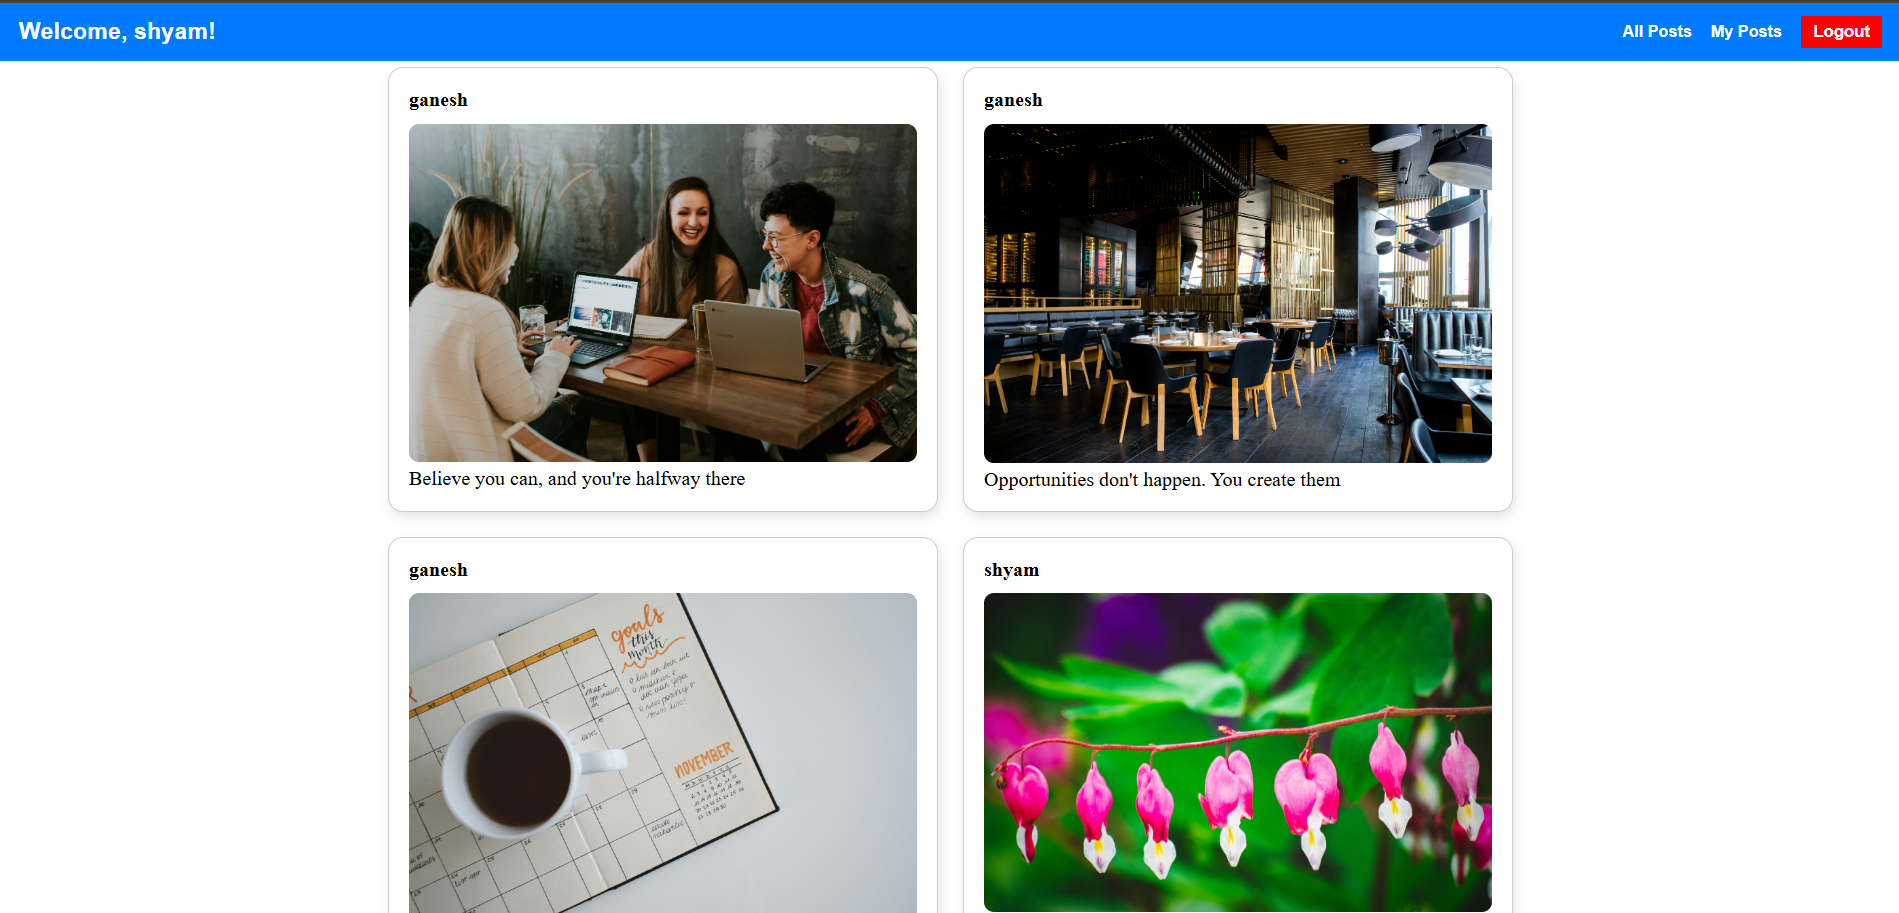 Welcome, shyam!
All Posts
My Posts
Logout
ganesh
Believe you can, and you're halfway there
ganesh
Opportunities don't happen. You create them
ganesh
goals
this
month
NOVEMBER
shyam